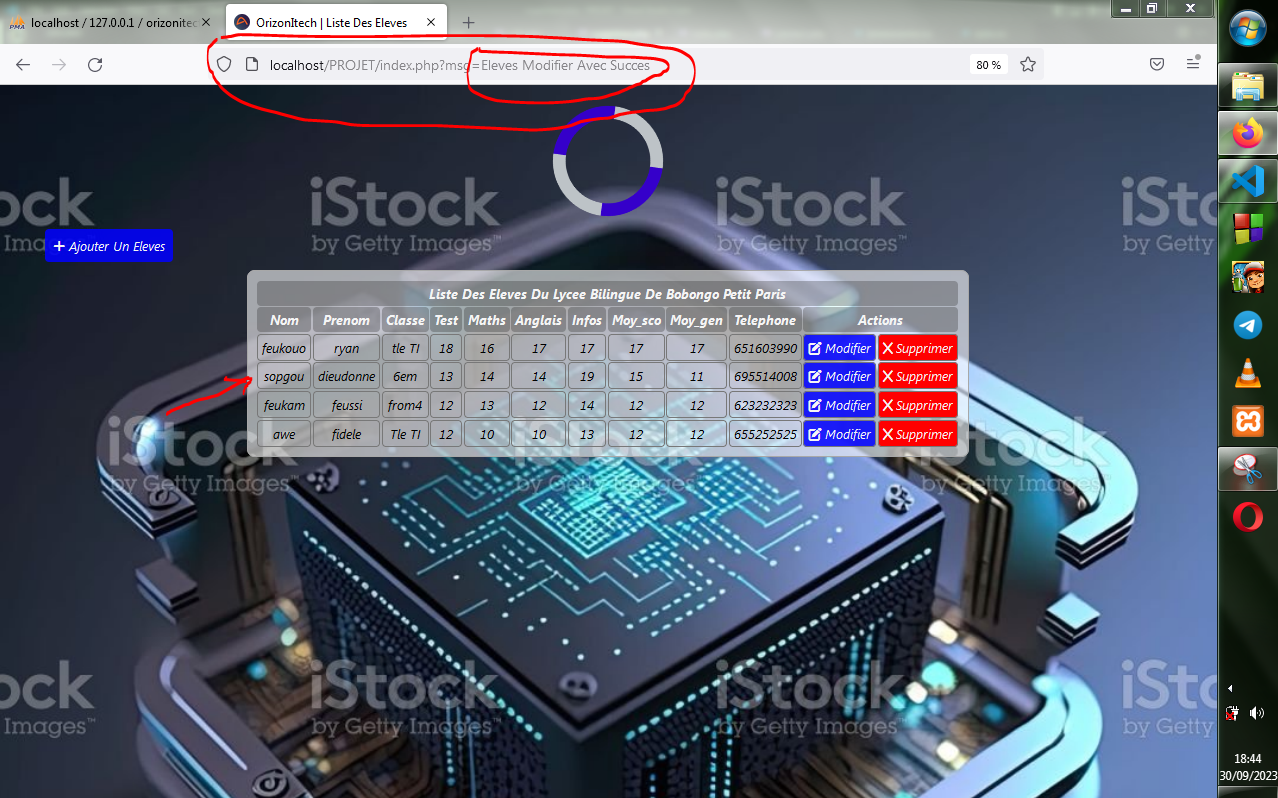 localhost / 127.0.0.1 / orizonitec
OrizonItech | Liste Des Eleves
localhost/PROJET/index.php?msg=Eleves Modifier Avec Succes
80 %
iStock
by Getty Images™
+ Ajouter Un Eleves
Liste Des Eleves Du Lycee Bilingue De Bobongo Petit Paris
Nom Prenom Classe Test Maths Anglais Infos Moy_sco Moy_gen Telephone Actions
feukouo ryan tle TI 18 16 17 17 17 17 651603990 Modifier X Supprimer
sopgou dieudonne 6em 13 14 14 19 15 11 695514008 Modifier X Supprimer
feukam feussi from4 12 13 12 14 12 12 623232323 Modifier X Supprimer
awe fidele Tle TI 12 10 10 13 12 12 655252525 Modifier X Supprimer
18:44
30/09/2023